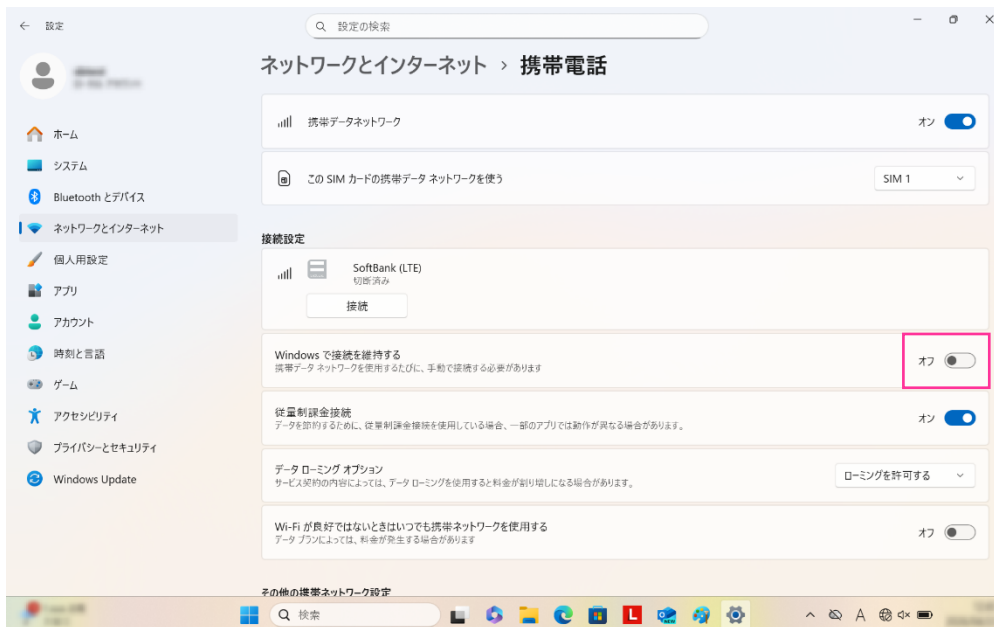 設定
設定の検索
ネットワークとインターネット > 携帯電話
ホーム
システム
Bluetooth とデバイス
ネットワークとインターネット
個人用設定
アプリ
アカウント
時刻と言語
ゲーム
アクセシビリティ
プライバシーとセキュリティ
Windows Update
携帯データネットワーク
オン
この SIM カードの携帯データ ネットワークを使う
SIM 1
接続設定
SoftBank (LTE)
切断済み
接続
Windows で接続を維持する
オフ
携帯データ ネットワークを使用するたびに、手動で接続する必要があります
従量制課金接続
オン
データを節約するために、従量制課金接続を使用している場合、一部のアプリでは動作が異なる場合があります。
データ ローミング オプション
ローミングを許可する
サービス契約の内容によっては、データ ローミングを使用すると料金が割り増しになる場合があります。
Wi-Fi が良好ではないときはいつでも携帯ネットワークを使用する
オフ
データ プランによっては、料金が発生する場合があります
その他の携帯ネットワーク設定
検索
L
NEW
A